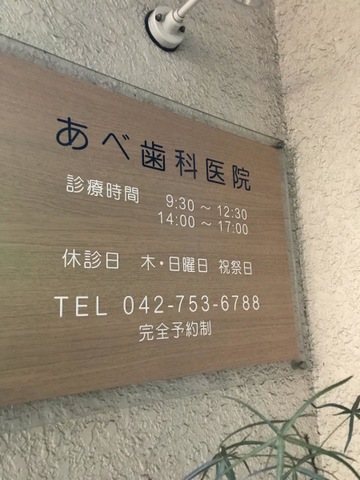 あべ歯科医院
診療時間 9:30 ～ 12:30
14:00 ～ 17:00
休診日 木・日曜日 祝祭日
TEL 042-753-6788
完全予約制